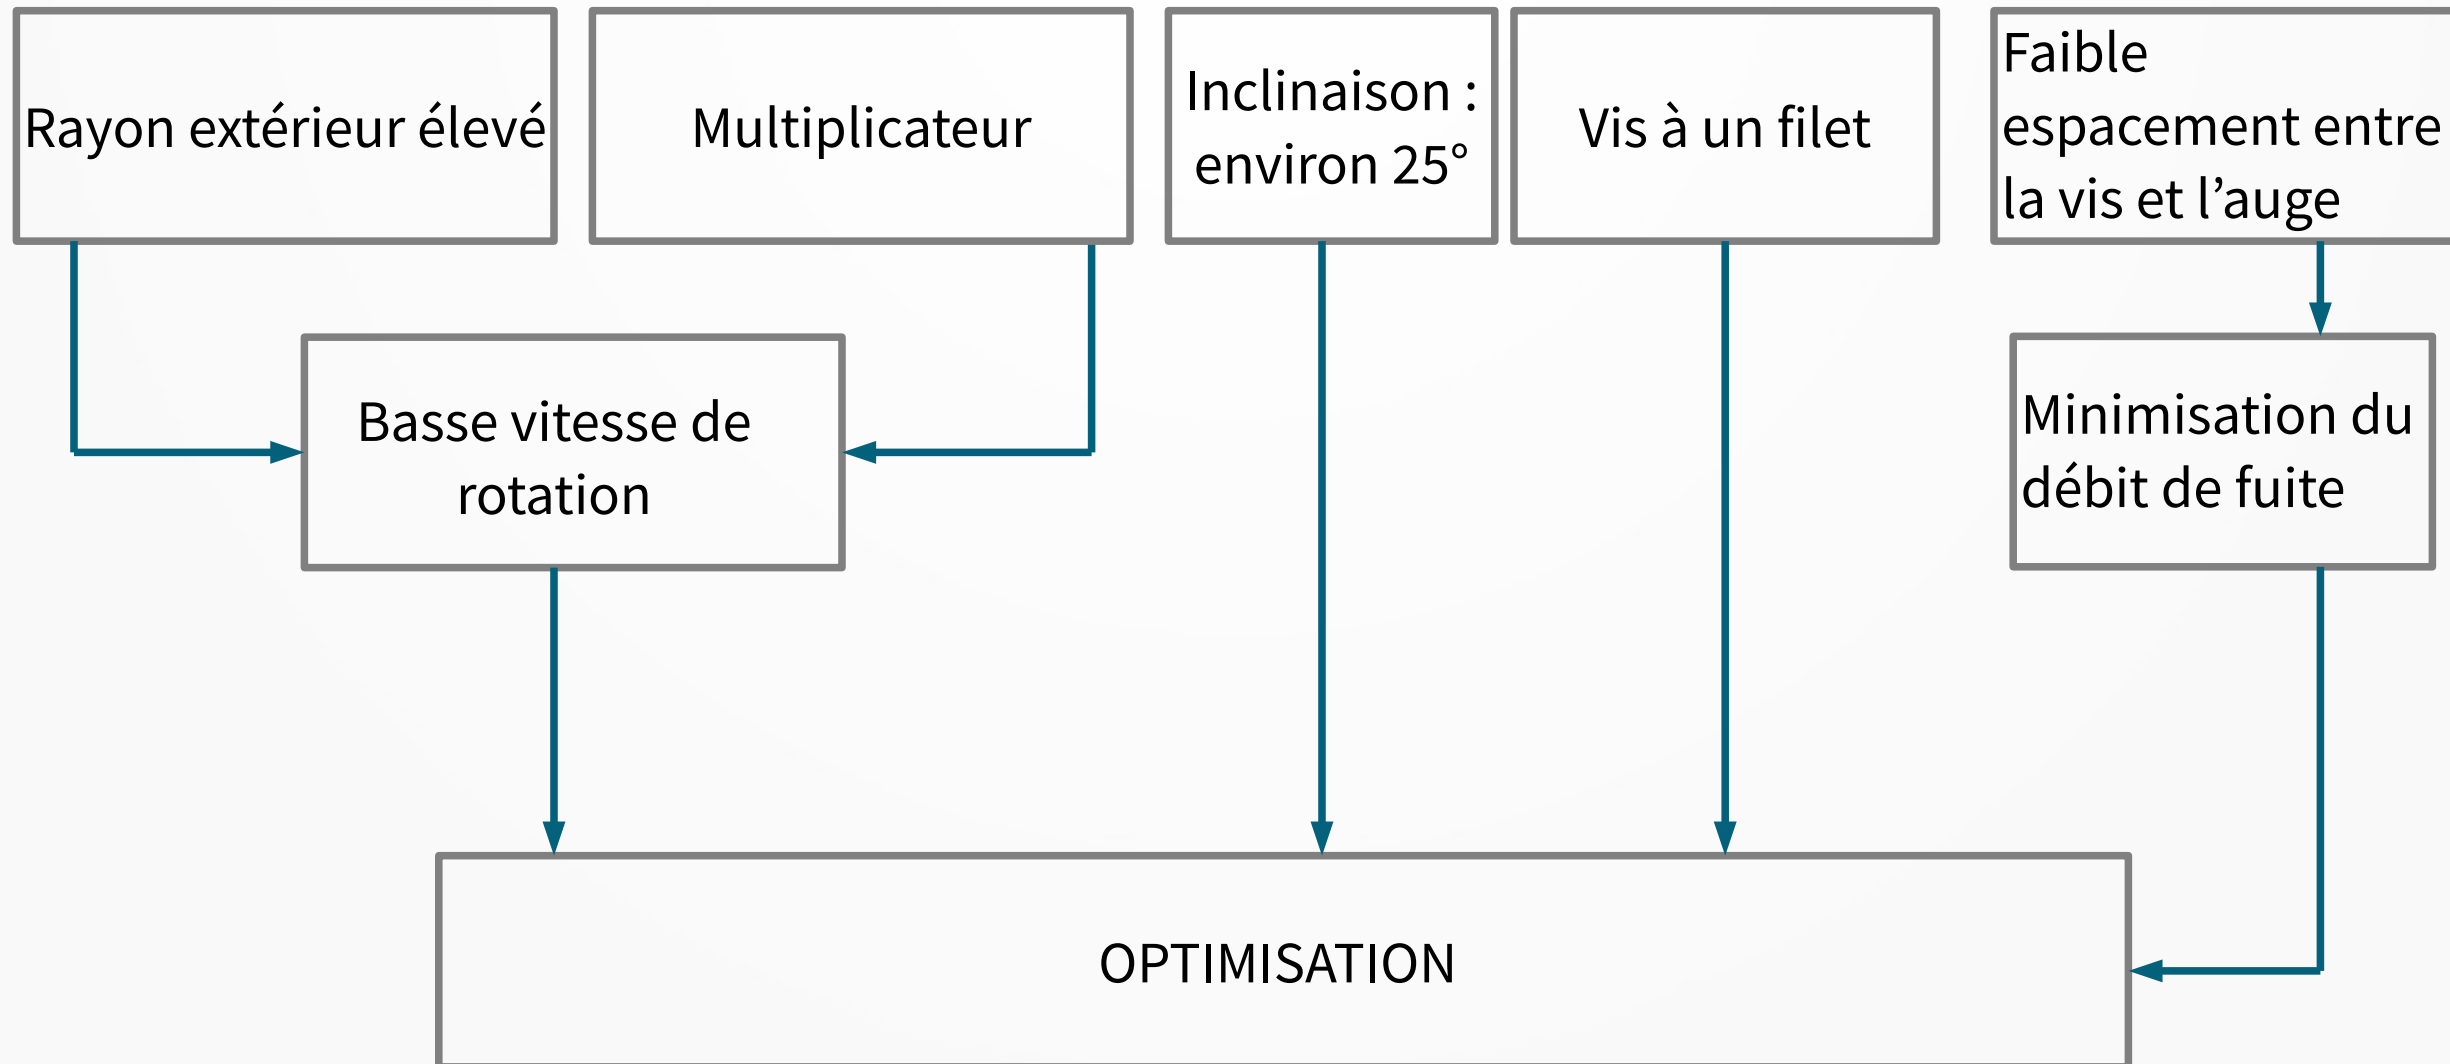 Rayon extérieur élevé
Multiplicateur
Inclinaison :
environ 25°
Vis à un filet
Faible
espacement entre
la vis et l’auge
Basse vitesse de
rotation
Minimisation du
débit de fuite
OPTIMISATION